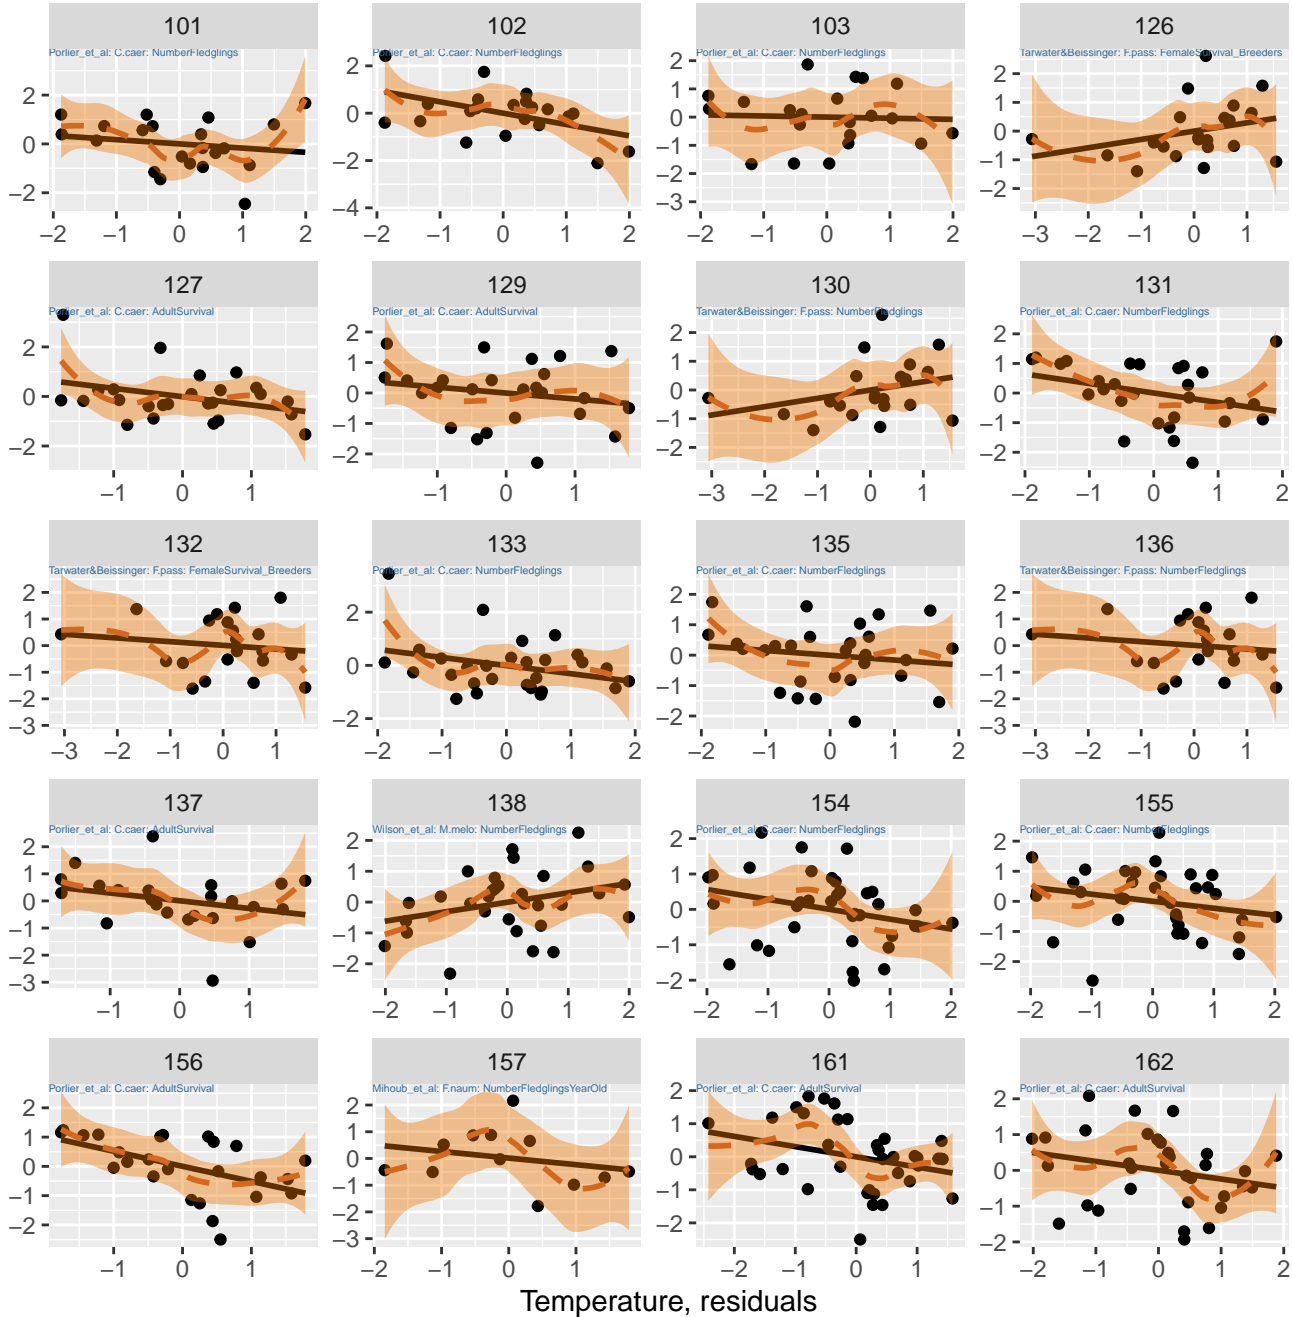 101 102 103 126
Porlier_et_al: C.caer: NumberFledglings Porlier_et_al: C.caer: NumberFledglings Porlier_et_al: C.caer: NumberFledglings Tarwater&Beissinger: F.pass: FemaleSurvival_Breeders
2 2 2 2
0 0 1 1
−2 −2 0 0
−4 −1 −1
−2 −2
−3
−2 −1 0 1 2 −2 −1 0 1 2 −2 −1 0 1 2 −3 −2 −1 0 1
127 129 130 131
Porlier_et_al: C.caer: AdultSurvival Porlier_et_al: C.caer: AdultSurvival Tarwater&Beissinger: F.pass: NumberFledglings Porlier_et_al: C.caer: NumberFledglings
2 2 2 2
0 1 1 1
−2 0 0 0
−1 −1 −1
−2 −2 −2
−1 0 1 −1 0 1 −3 −2 −1 0 1 −2 −1 0 1 2
132 133 135 136
Tarwater&Beissinger: F.pass: FemaleSurvival_Breeders Porlier_et_al: C.caer: NumberFledglings Porlier_et_al: C.caer: NumberFledglings Tarwater&Beissinger: F.pass: NumberFledglings
2 2 2 2
1 0 1 1
0 −2 0 0
−1 −1 −1
−2 −2 −2
−3 −3
−3 −2 −1 0 1 −2 −1 0 1 2 −2 −1 0 1 2 −3 −2 −1 0 1
137 138 154 155
Porlier_et_al: C.caer: AdultSurvival Wilson_et_al: M.melo: NumberFledglings Porlier_et_al: C.caer: NumberFledglings Porlier_et_al: C.caer: NumberFledglings
2 2 2 2
1 1 1 1
0 0 0 0
−1 −1 −1 −1
−2 −2 −2 −2
−3
−1 0 1 −2 −1 0 1 2 −2 −1 0 1 2 −2 −1 0 1 2
156 157 161 162
Porlier_et_al: C.caer: AdultSurvival Mihoub_et_al: F.naum: NumberFledglingsYearOld Porlier_et_al: C.caer: AdultSurvival Porlier_et_al: C.caer: AdultSurvival
2 2 2 2
1 1 1 1
0 0 0 0
−1 −1 −1 −1
−2 −2 −2 −2
−3
−1 0 1 −2 −1 0 1 2 −2 −1 0 1 −2 −1 0 1 2
Temperature, residuals